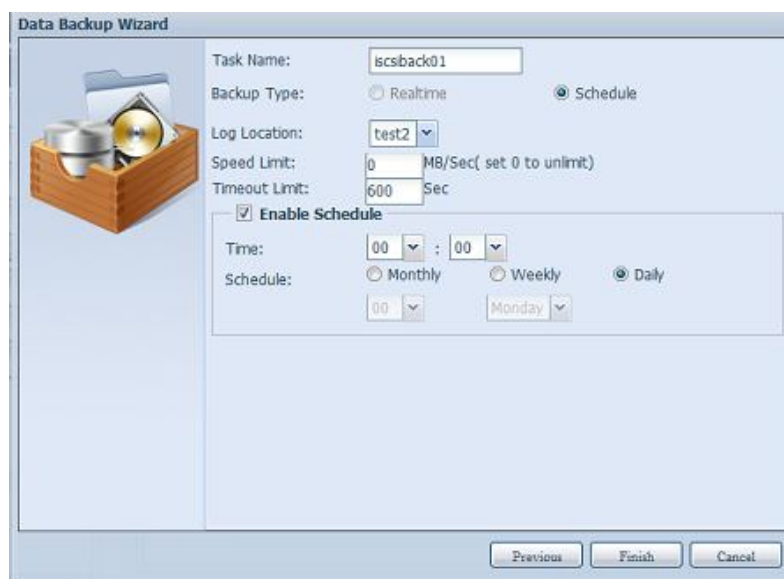 Data Backup Wizard
Task Name: iscsiback01
Backup Type: Realtime Schedule
Log Location: test2
Speed Limit: 0 MB/Sec( set 0 to unlimit)
Timeout Limit: 600 Sec
Enable Schedule
Time: 00 : 00
Schedule: Monthly Weekly Daily
00 Monday
Previous Finish Cancel